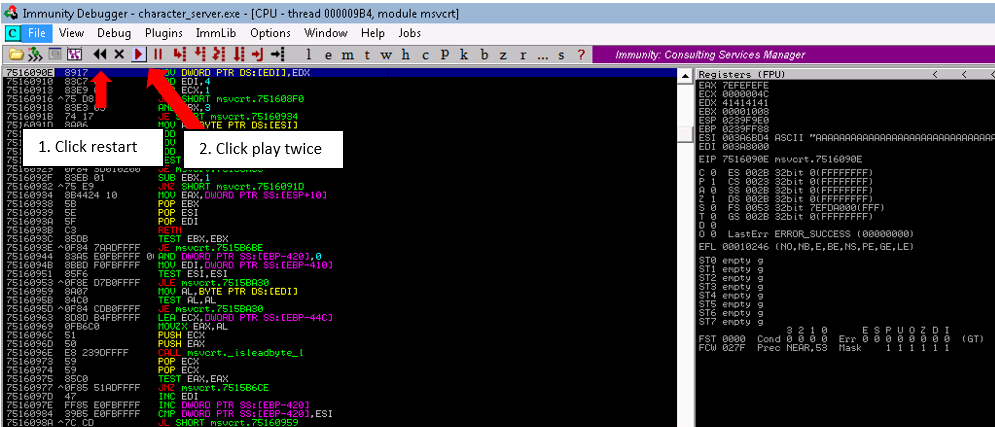 Immunity Debugger - character_server.exe - [CPU - thread 000009B4, module msvcrt]
C File View Debug Plugins ImmLib Options Window Help Jobs
l e m t w h c p k b z r ... s ? Immunity: Consulting Services Manager
1. Click restart
2. Click play twice
7516090E 8917 MOV DWORD PTR DS:[EDI],EDX
75160910 83C7 EDI,4
75160913 83E9 ECX,1
75160916 ^75 D8 SHORT msvcrt.751608F0
75160918 83E3 EBX,3
7516091B 74 17 JE SHORT msvcrt.75160934
7516091D 8A06 MOV BYTE PTR DS:[ESI]
7516092F 83EB 01 SUB EBX,1
75160932 ^75 E9 JNZ SHORT msvcrt.7516091D
75160934 8B4424 10 MOV EAX,DWORD PTR SS:[ESP+10]
75160938 5B POP EBX
75160939 5E POP ESI
7516093A 5F POP EDI
7516093B C3 RETN
7516093C 85DB TEST EBX,EBX
7516093E ^0F84 7AADFFFF JE msvcrt.7515B6BE
75160944 83A5 E0FBFFFF 0 AND DWORD PTR SS:[EBP-420],0
7516094B 8BBD F0FBFFFF MOV EDI,DWORD PTR SS:[EBP-410]
75160951 85F6 TEST ESI,ESI
75160953 ^0F8E D7B0FFFF JLE msvcrt.7515BA30
75160959 8A07 MOV AL,BYTE PTR DS:[EDI]
7516095B 84C0 TEST AL,AL
7516095D ^0F84 CDB0FFFF JE msvcrt.7515BA30
75160963 8D8D B4FBFFFF LEA ECX,DWORD PTR SS:[EBP-44C]
75160969 0FB6C0 MOVZX EAX,AL
7516096C 51 PUSH ECX
7516096D 50 PUSH EAX
7516096E E8 239DFFFF CALL msvcrt._isleadbyte_l
75160973 59 POP ECX
75160974 59 POP ECX
75160975 85C0 TEST EAX,EAX
75160977 ^0F85 51ADFFFF JNZ msvcrt.7515B6CE
7516097D 47 INC EDI
7516097E FF85 E0FBFFFF INC DWORD PTR SS:[EBP-420]
75160984 39B5 E0FBFFFF CMP DWORD PTR SS:[EBP-420],ESI
7516098A ^7C CD JL SHORT msvcrt.75160959
Registers (FPU) < < <
EAX 7EFEFEFE
ECX 0000004C
EDX 41414141
EBX 00001008
ESP 0239F9E0
EBP 0239FF88
EDI 003A8000
EIP 7516090E msvcrt.7516090E
C 0 ES 002B 32bit 0(FFFFFFFF)
P 1 CS 0023 32bit 0(FFFFFFFF)
A 0 SS 002B 32bit 0(FFFFFFFF)
Z 1 DS 002B 32bit 0(FFFFFFFF)
S 0 FS 0053 32bit 7EFDA000(FFF)
T 0 GS 002B 32bit 0(FFFFFFFF)
D 0
O 0 LastErr ERROR_SUCCESS (00000000)
EFL 00010246 (NO,NB,E,BE,NS,PE,GE,LE)
ST0 empty g
ST1 empty g
ST2 empty g
ST3 empty g
ST4 empty g
ST5 empty g
ST6 empty g
ST7 empty g
3 2 1 0 E S P U O Z D I
FST 0000 Cond 0 0 0 0 Err 0 0 0 0 0 0 0 0 (GT)
FCW 027F Prec NEAR,53 Mask 1 1 1 1 1 1